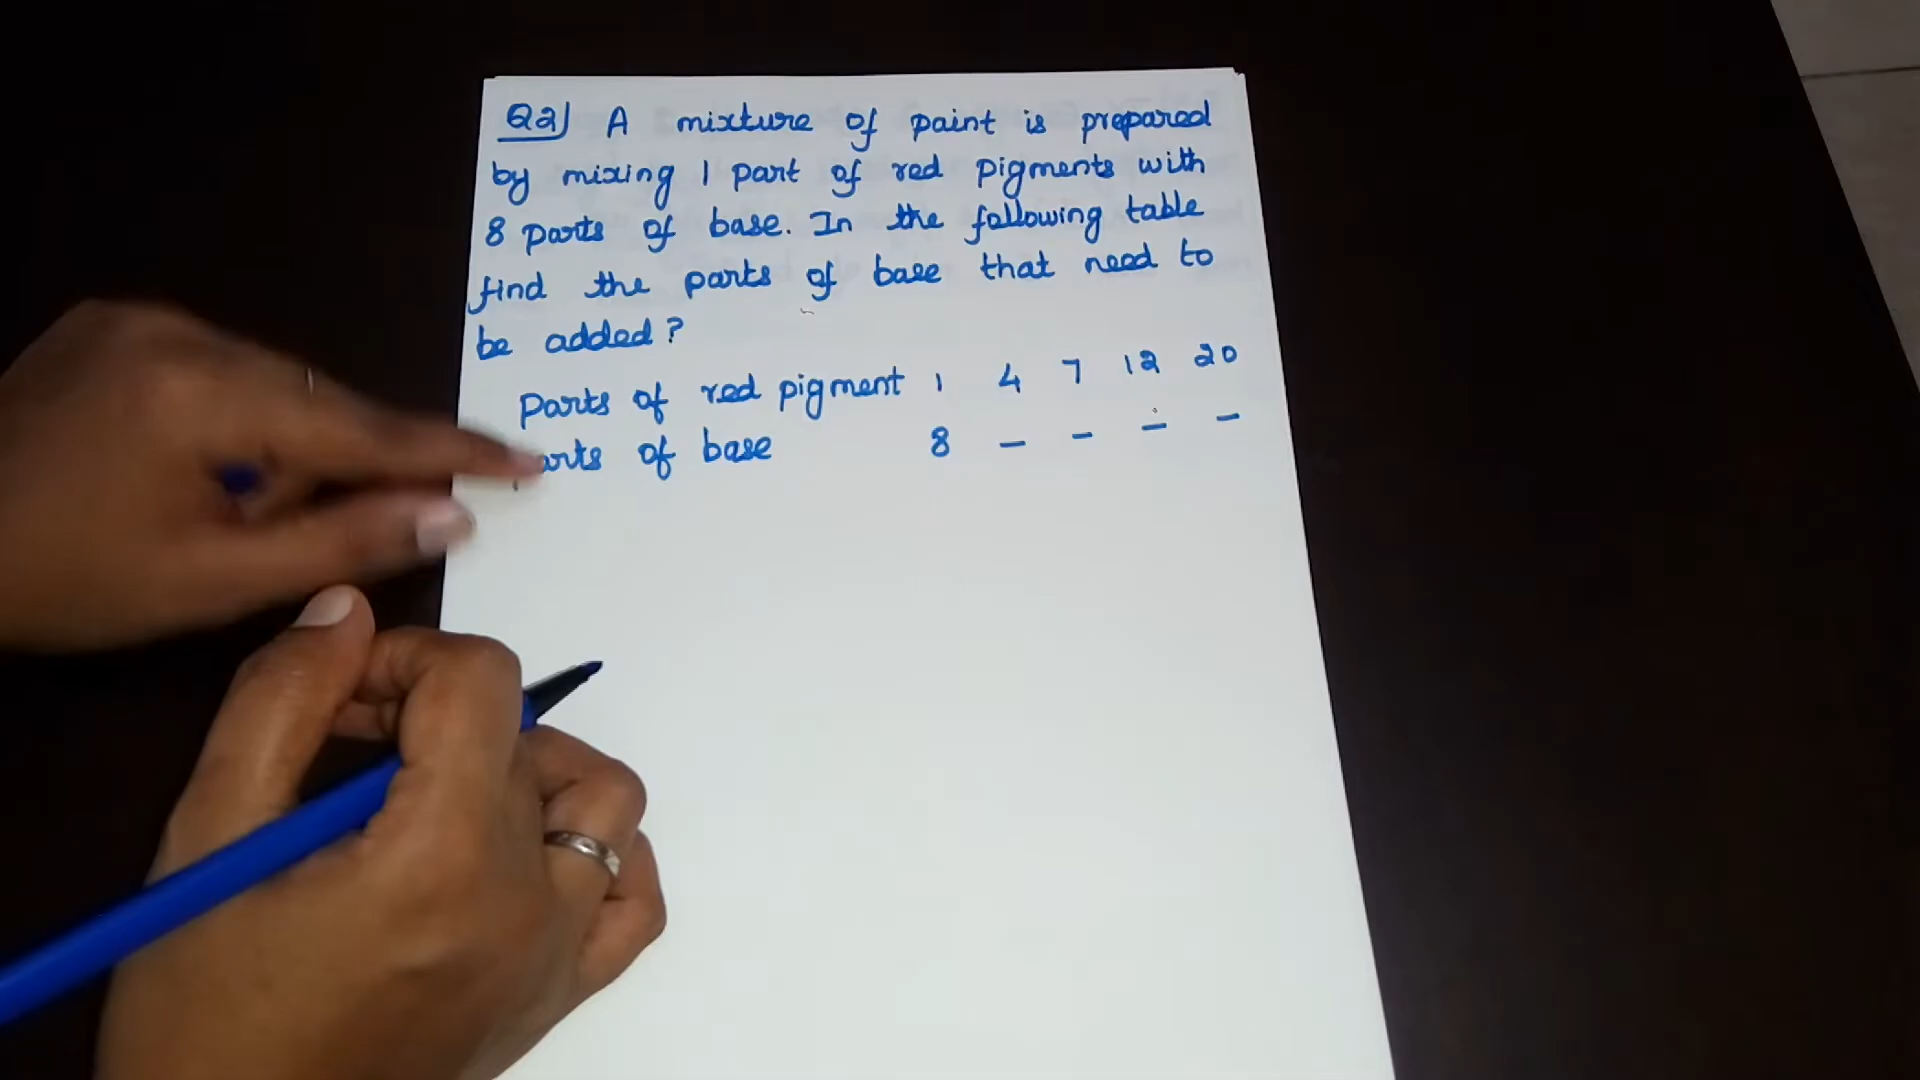 Q2) A mixture of paint is prepared
by mixing 1 part of red pigments with
8 parts of base. In the following table
find the parts of base that need to
be added?
Parts of red pigment 1 4 7 12 20
Parts of base 8 – – – –